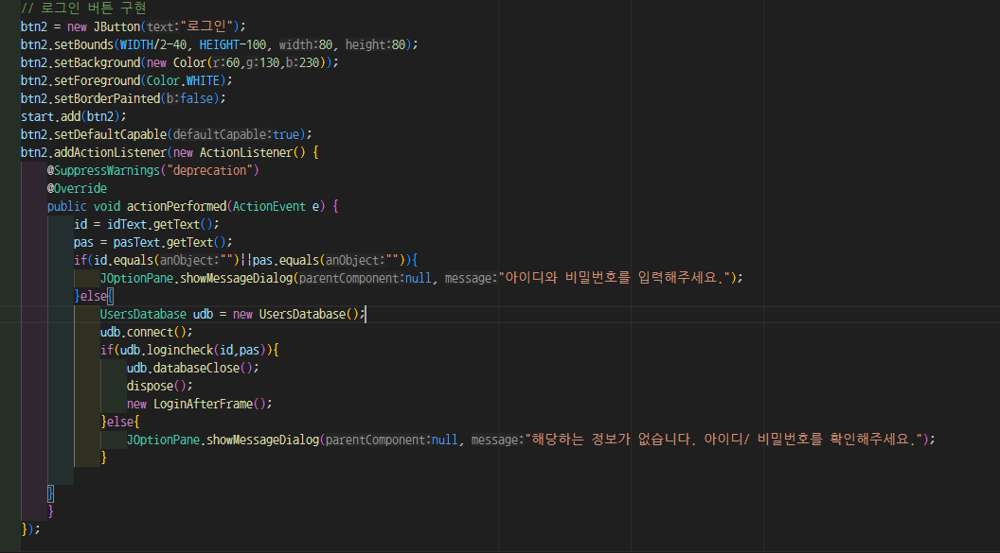 // 로그인 버튼 구현
btn2 = new JButton(text:"로그인");
btn2.setBounds(WIDTH/2-40, HEIGHT-100, width:80, height:80);
btn2.setBackground(new Color(r:60,g:130,b:230));
btn2.setForeground(Color.WHITE);
btn2.setBorderPainted(b:false);
start.add(btn2);
btn2.setDefaultCapable(defaultCapable:true);
btn2.addActionListener(new ActionListener() {
@SuppressWarnings("deprecation")
@Override
public void actionPerformed(ActionEvent e) {
id = idText.getText();
pas = pasText.getText();
if(id.equals(anObject:"")||pas.equals(anObject:"")){
JOptionPane.showMessageDialog(parentComponent:null, message:"아이디와 비밀번호를 입력해주세요.");
}else{
UsersDatabase udb = new UsersDatabase();
udb.connect();
if(udb.logincheck(id,pas)){
udb.databaseClose();
dispose();
new LoginAfterFrame();
}else{
JOptionPane.showMessageDialog(parentComponent:null, message:"해당하는 정보가 없습니다. 아이디/ 비밀번호를 확인해주세요.");
}
}
}
});